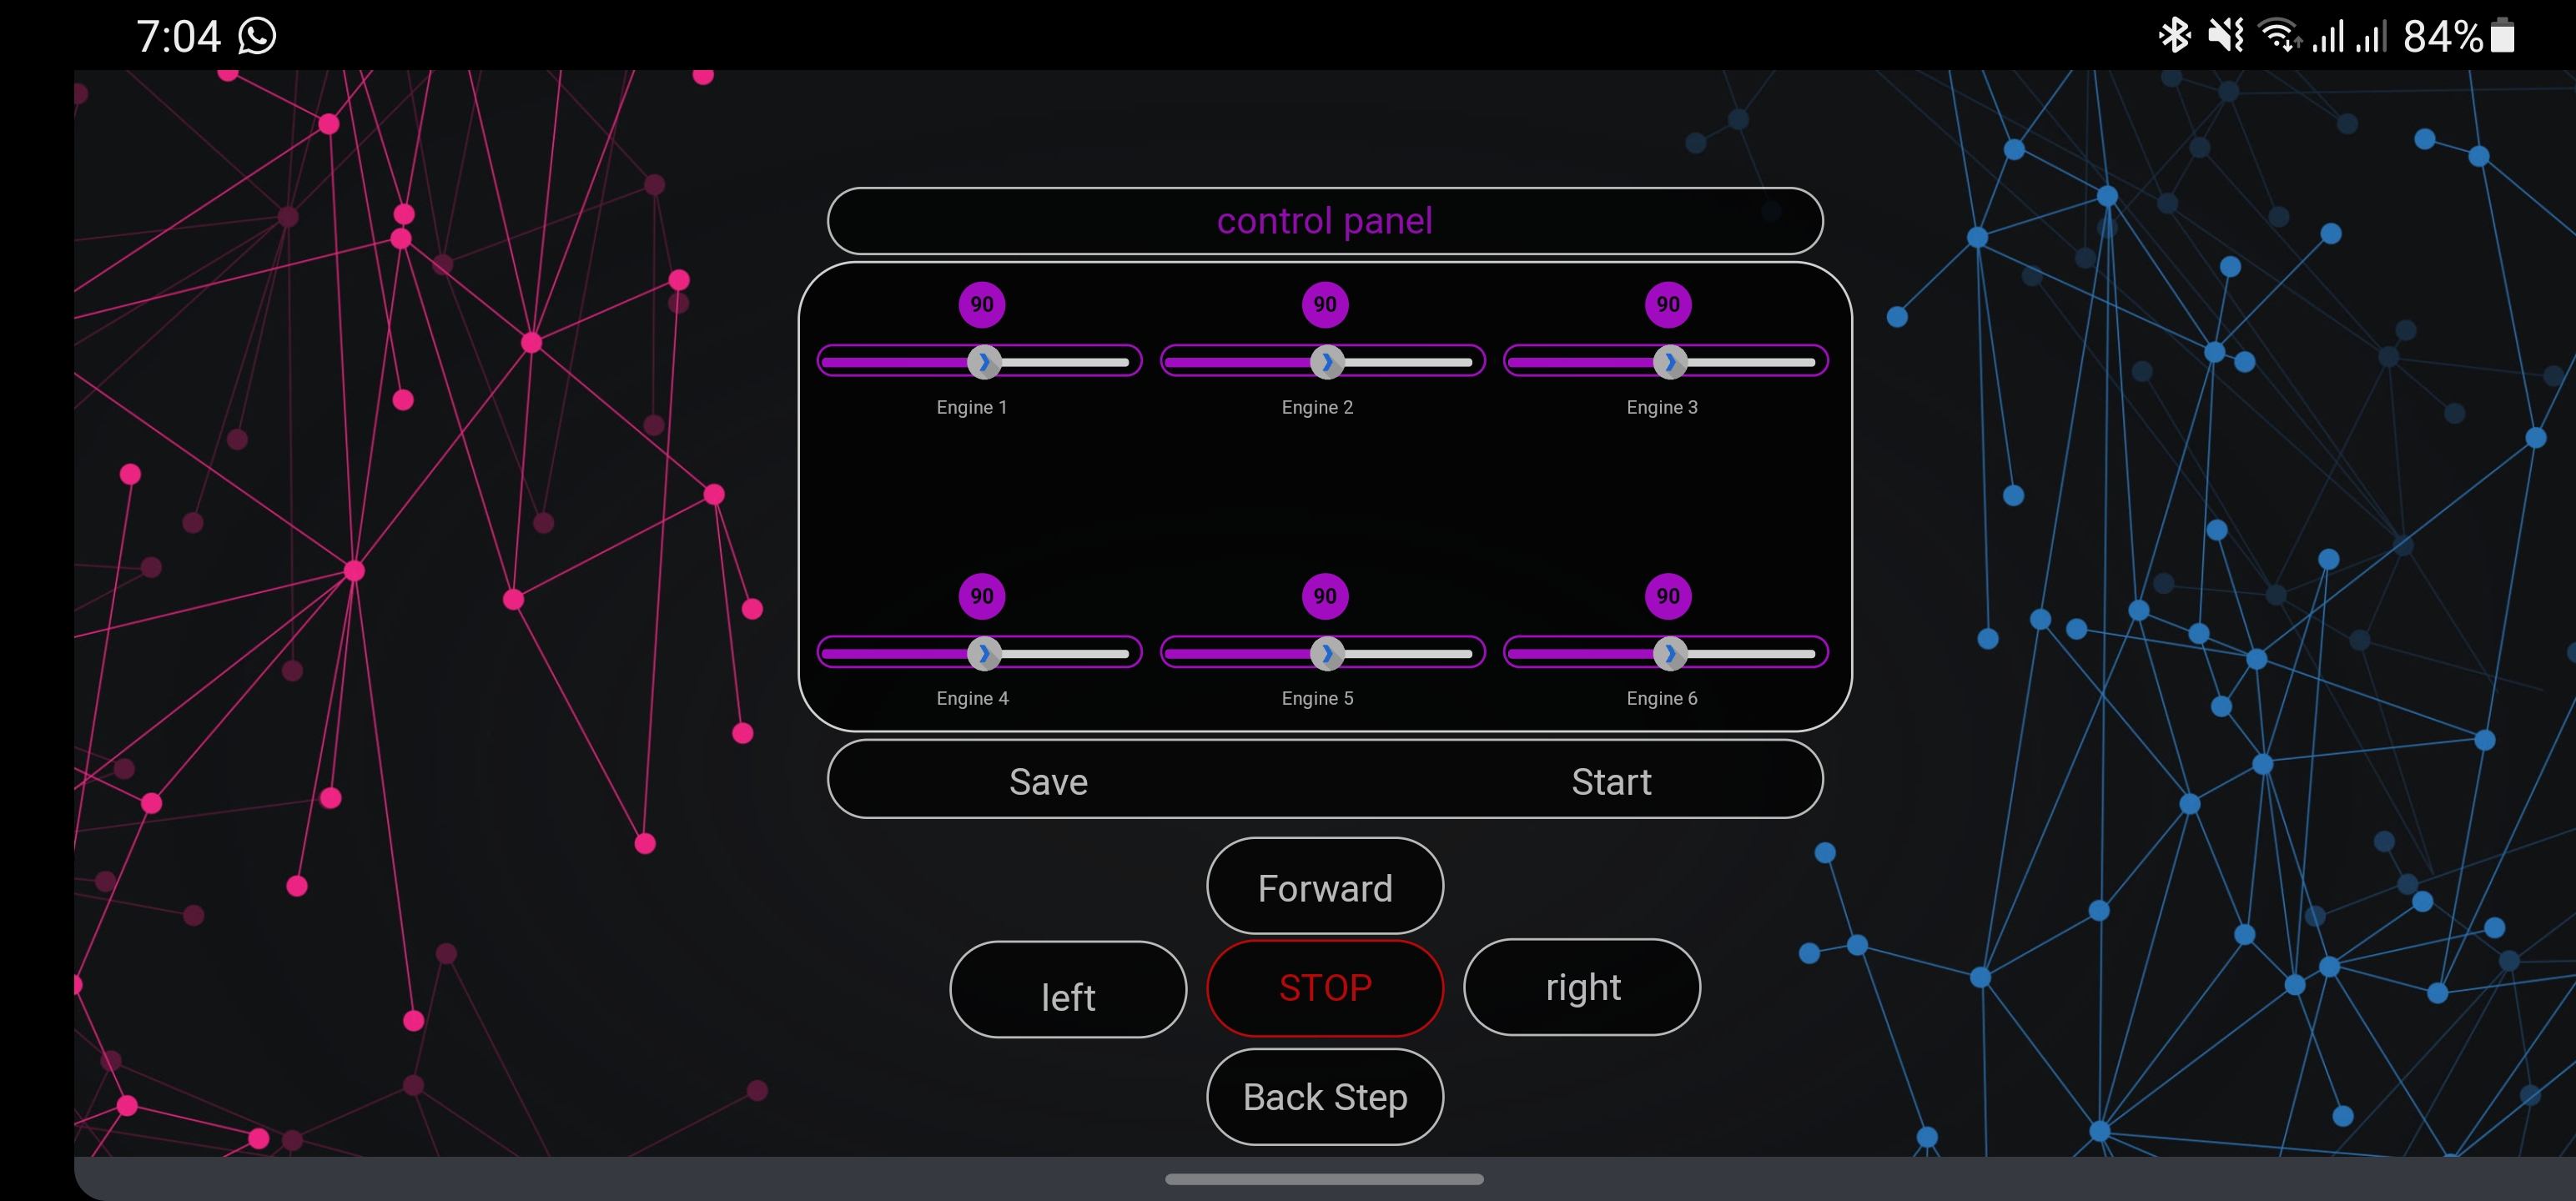 7:04 84%
control panel
90 90 90
Engine 1 Engine 2 Engine 3
90 90 90
Engine 4 Engine 5 Engine 6
Save Start
Forward
left STOP right
Back Step